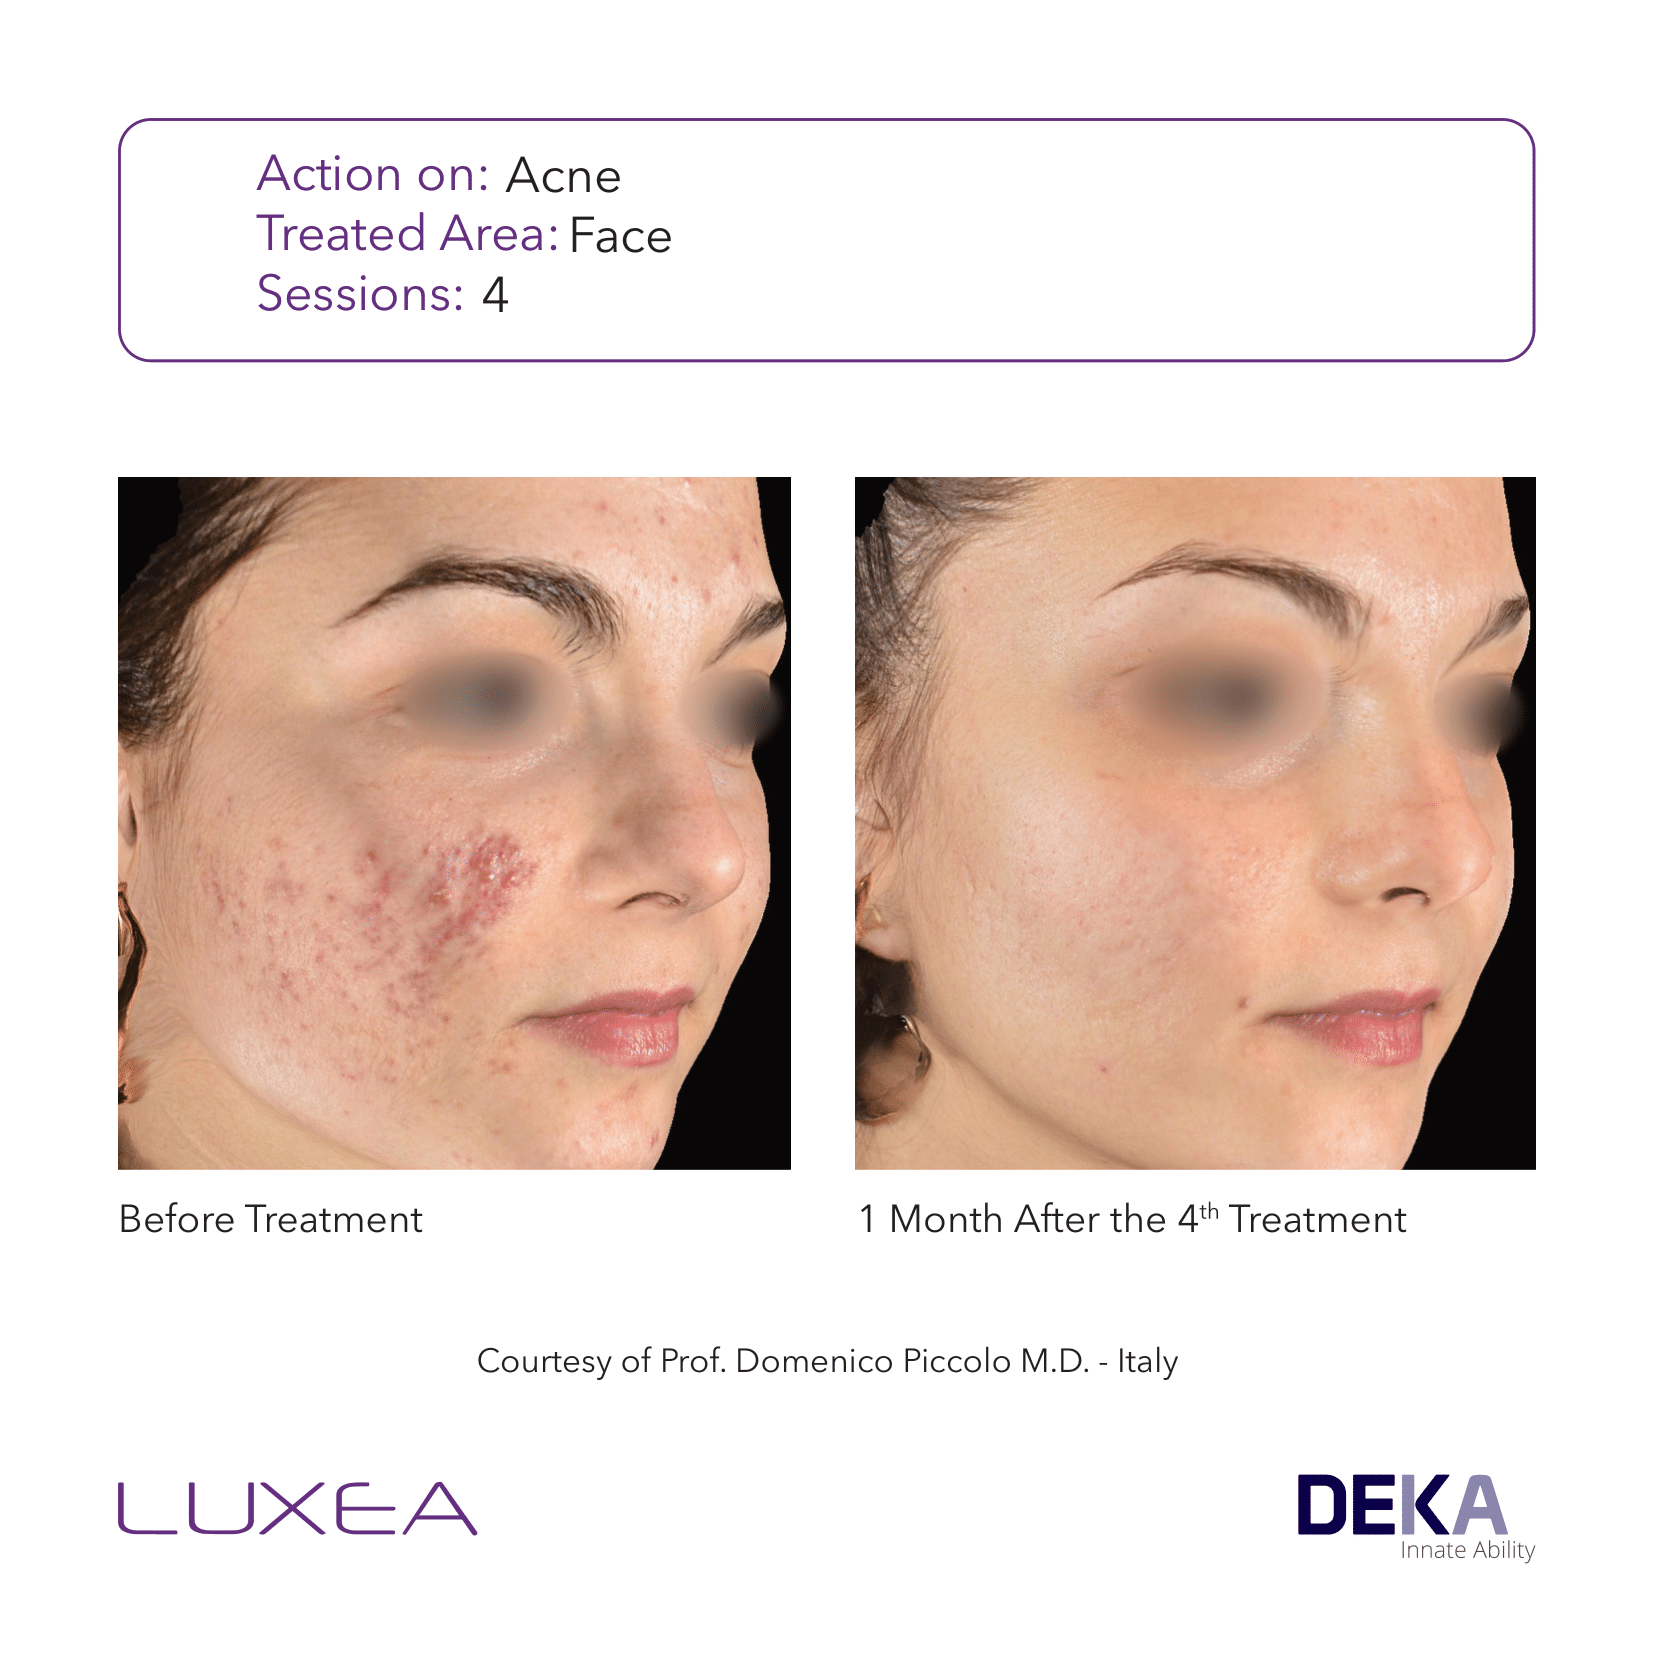 Action on: Acne
Treated Area: Face
Sessions: 4
Before Treatment
1 Month After the 4th Treatment
Courtesy of Prof. Domenico Piccolo M.D. - Italy
LUXEA
DEKA
Innate Ability